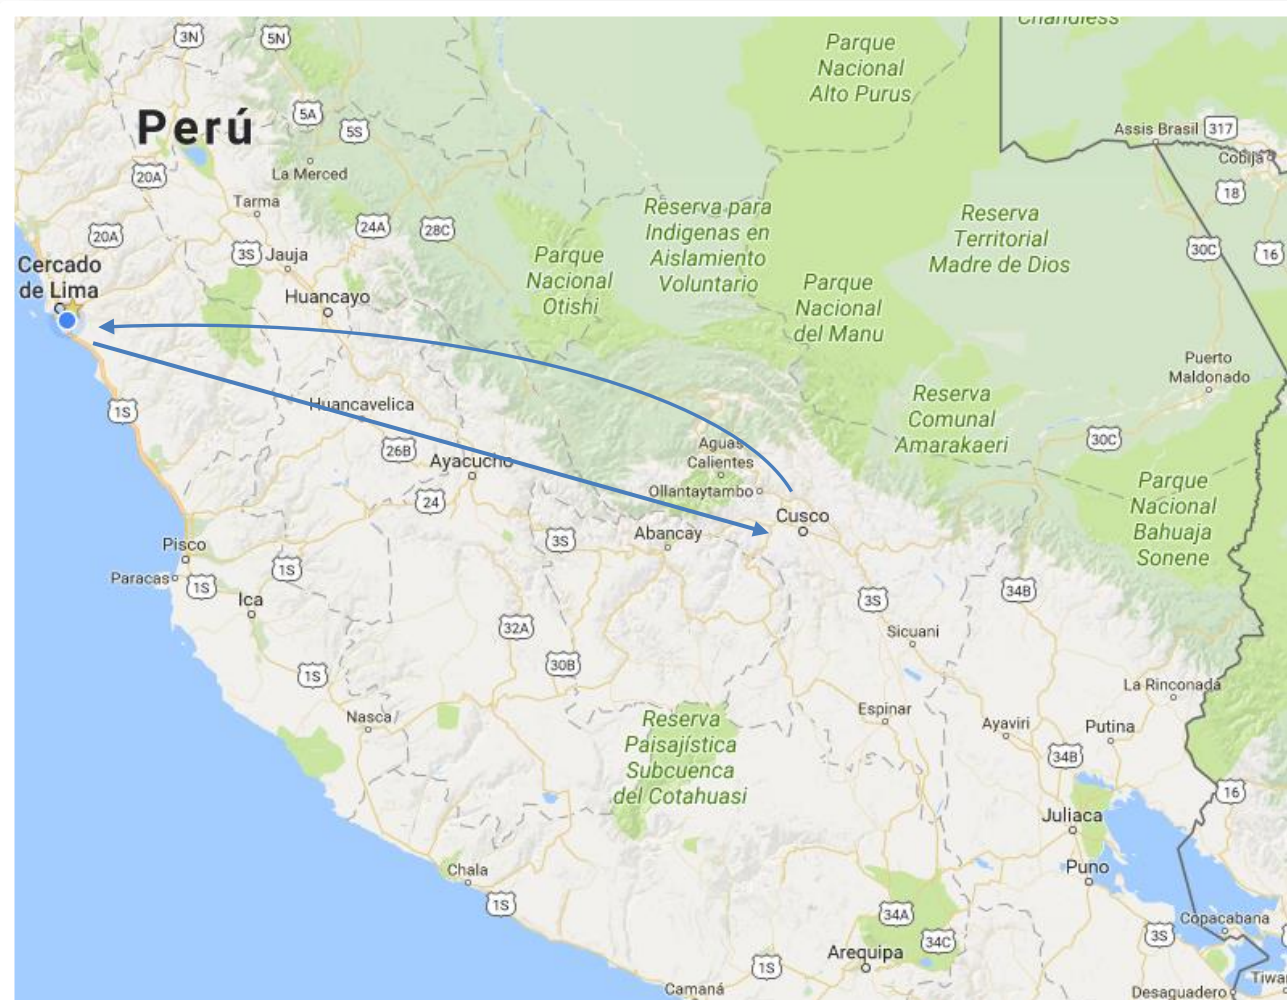 Chandless
3N
5N
Parque
Nacional
Alto Purus
Perú
5A
5S
Assis Brasil
317
La Merced
Cobija
20A
18
Tarma
Reserva para
Indigenas en
Aislamiento
Voluntario
Reserva
Territorial
Madre de Dios
24A
28C
20A
3S
Jauja
30C
16
Cercado
de Lima
Parque
Nacional
Otishi
Parque
Nacional
del Manu
Huancayo
Puerto
Maldonado
1S
Huancavelica
Reserva
Comunal
Amarakaeri
30C
26B
Ayacucho
Aguas
Calientes
Ollantaytambo
24
Parque
Nacional
Bahuaja
Sonene
Cusco
Pisco
3S
Abancay
Paracas
1S
1S
Ica
3S
34B
32A
Sicuani
30B
1S
La Rinconada
Nasca
Reserva
Paisajística
Subcuenca
del Cotahuasi
Espinar
Ayaviri
Putina
34B
16
Juliaca
Chala
Puno
1S
34A
34C
Copacabana
3S
Arequipa
1S
Camaná
Desaguadero
Tiwa